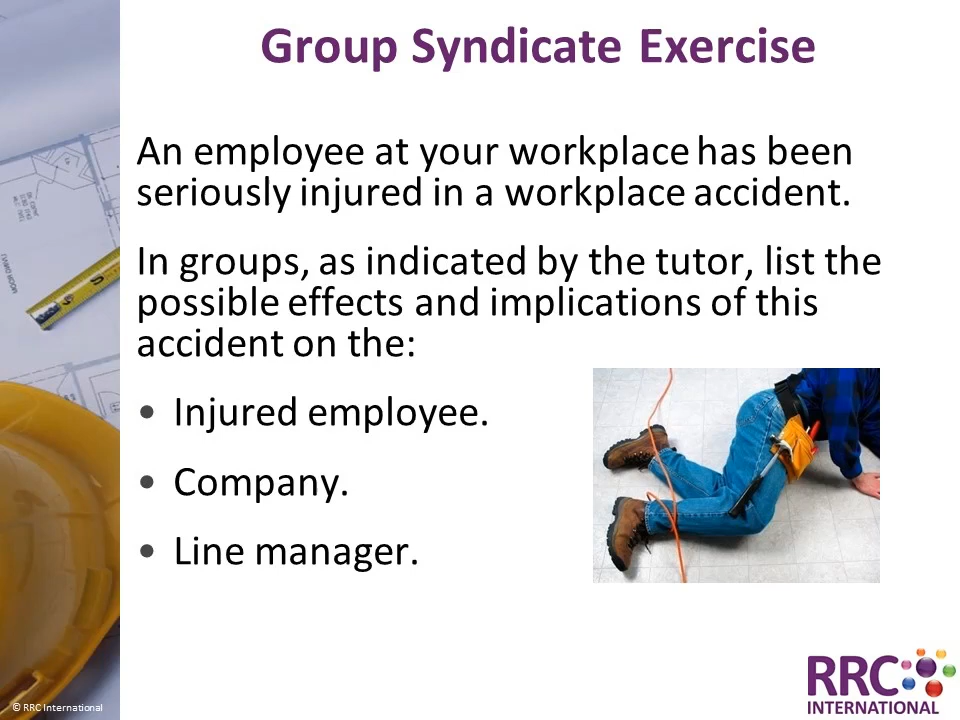 Group Syndicate Exercise
An employee at your workplace has been
seriously injured in a workplace accident.
In groups, as indicated by the tutor, list the
possible effects and implications of this
accident on the:
• Injured employee.
• Company.
• Line manager.
© RRC International
RRC
INTERNATIONAL